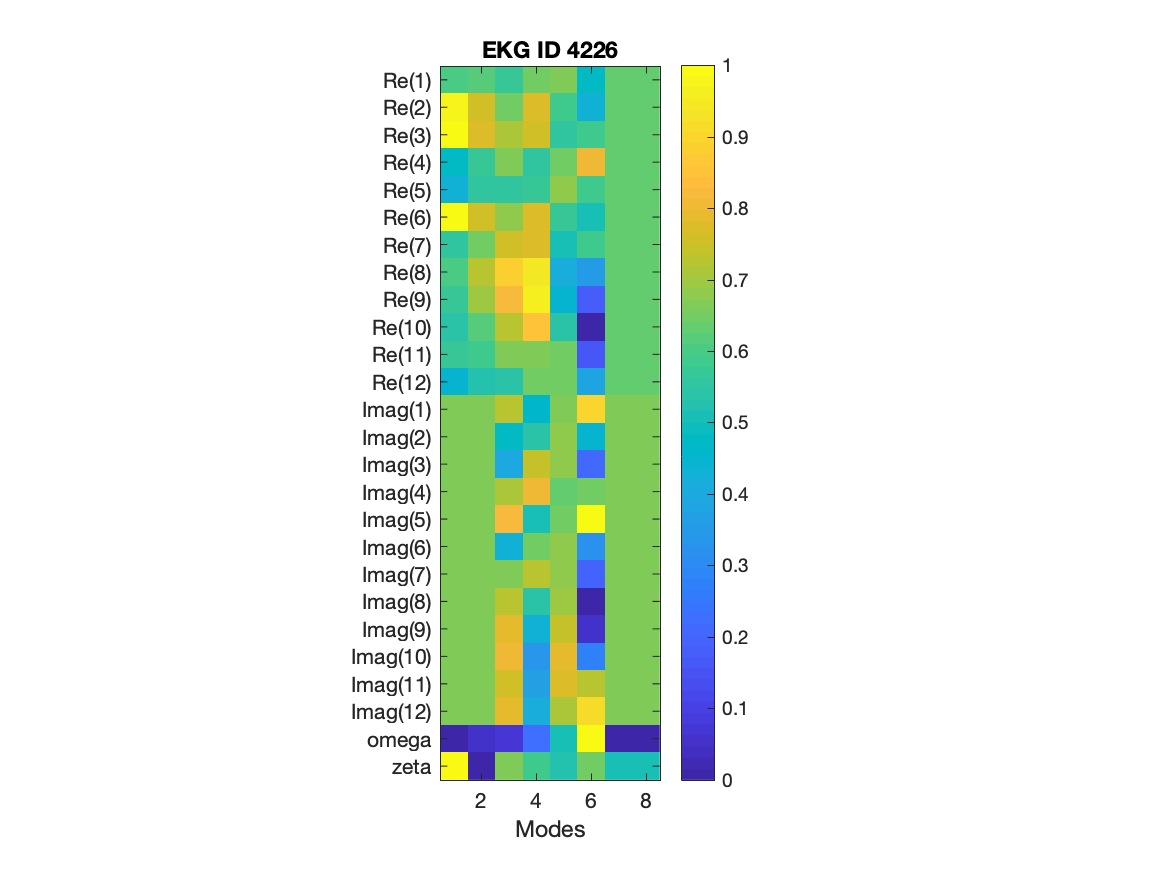 EKG ID 4226
Re(1)
Re(2)
Re(3)
Re(4)
Re(5)
Re(6)
Re(7)
Re(8)
Re(9)
Re(10)
Re(11)
Re(12)
Imag(1)
Imag(2)
Imag(3)
Imag(4)
Imag(5)
Imag(6)
Imag(7)
Imag(8)
Imag(9)
Imag(10)
Imag(11)
Imag(12)
omega
zeta
2 4 6 8
Modes
1
0.9
0.8
0.7
0.6
0.5
0.4
0.3
0.2
0.1
0